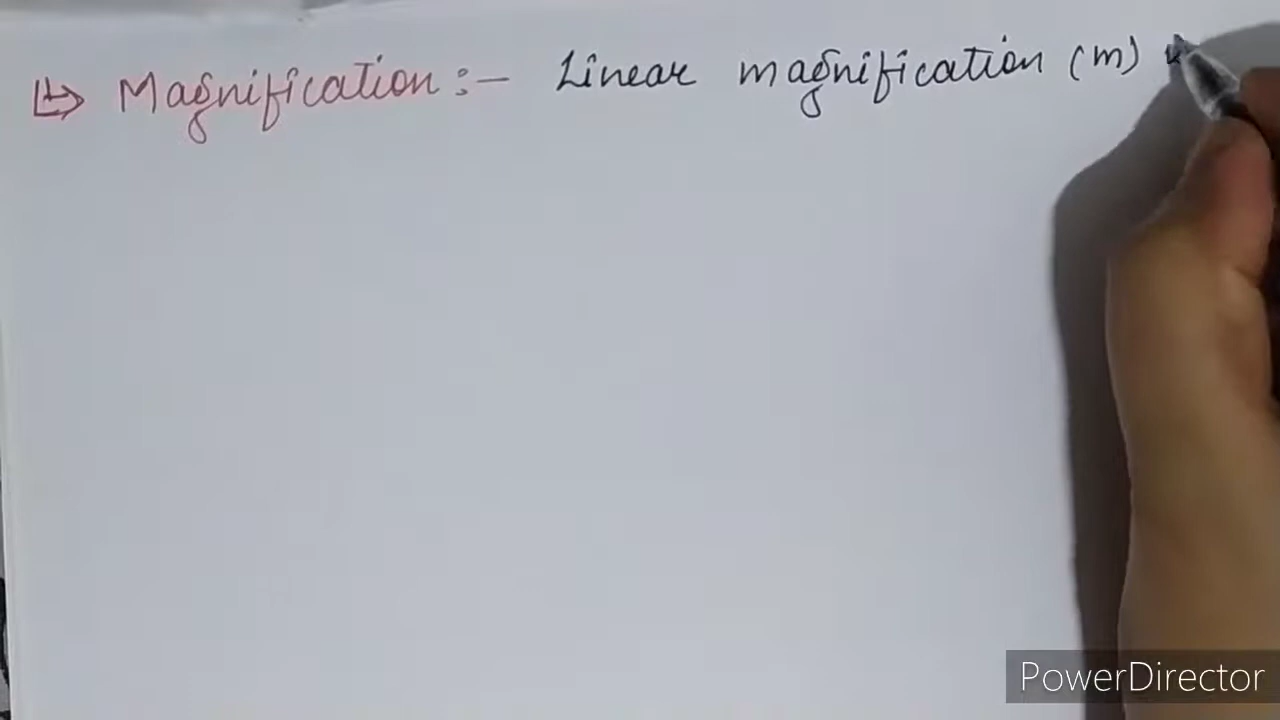 ↳ Magnification :- Linear magnification (m)
PowerDirector